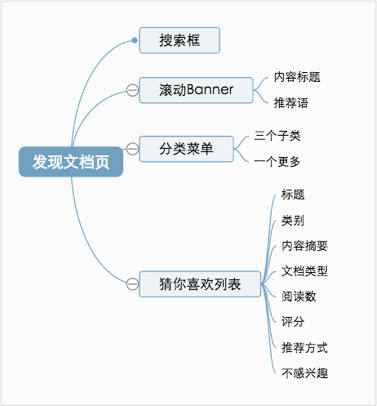 发现文档页
搜索框
滚动Banner
内容标题
推荐语
分类菜单
三个子类
一个更多
猜你喜欢列表
标题
类别
内容摘要
文档类型
阅读数
评分
推荐方式
不感兴趣